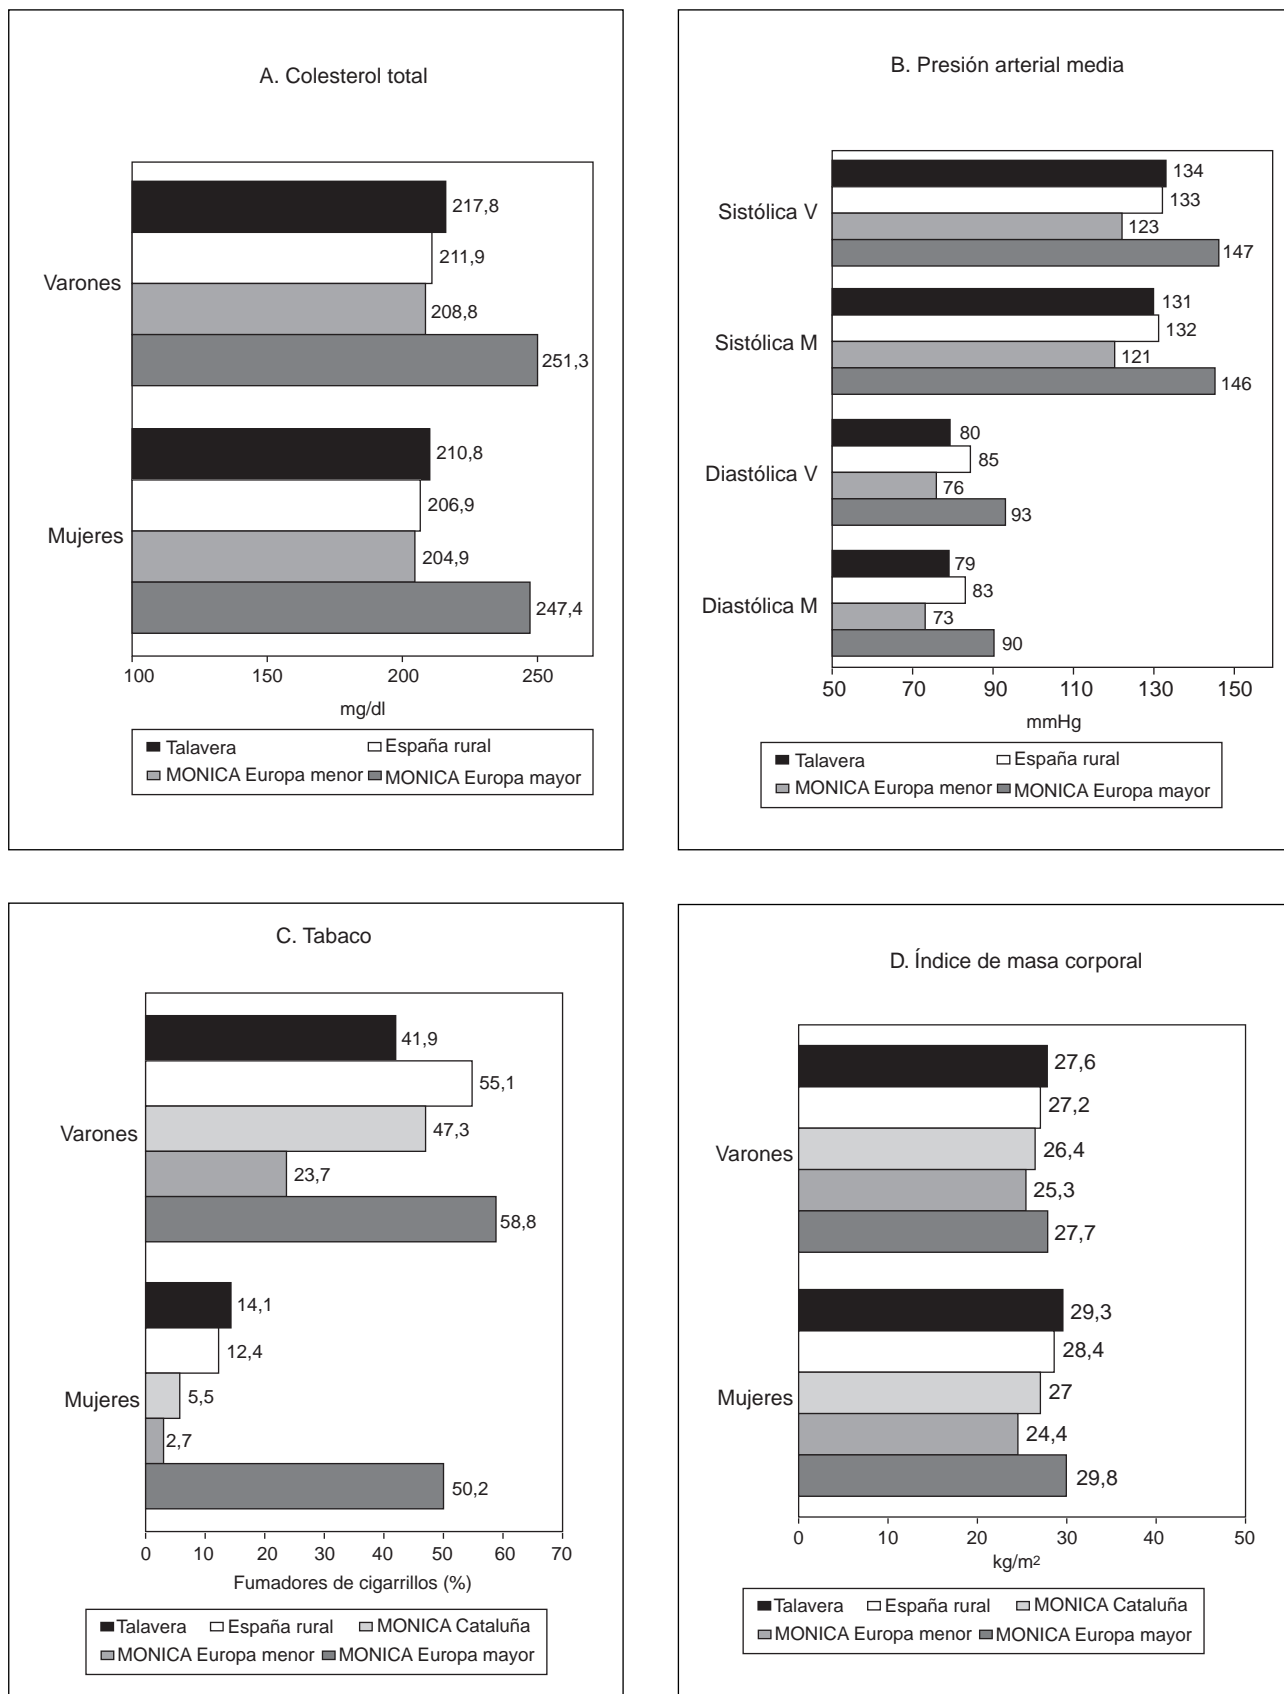 A. Colesterol total
Varones
217,8
211,9
208,8
251,3
Mujeres
210,8
206,9
204,9
247,4
100 150 200 250
mg/dl
Talavera España rural
MONICA Europa menor MONICA Europa mayor
B. Presión arterial media
Sistólica V
134
133
123
147
Sistólica M
131
132
121
146
Diastólica V
80
85
76
93
Diastólica M
79
83
73
90
50 70 90 110 130 150
mmHg
Talavera España rural
MONICA Europa menor MONICA Europa mayor
C. Tabaco
Varones
41,9
55,1
47,3
23,7
58,8
Mujeres
14,1
12,4
5,5
2,7
50,2
0 10 20 30 40 50 60 70
Fumadores de cigarrillos (%)
Talavera España rural MONICA Cataluña
MONICA Europa menor MONICA Europa mayor
D. Índice de masa corporal
Varones
27,6
27,2
26,4
25,3
27,7
Mujeres
29,3
28,4
27
24,4
29,8
0 10 20 30 40 50
kg/m²
Talavera España rural MONICA Cataluña
MONICA Europa menor MONICA Europa mayor